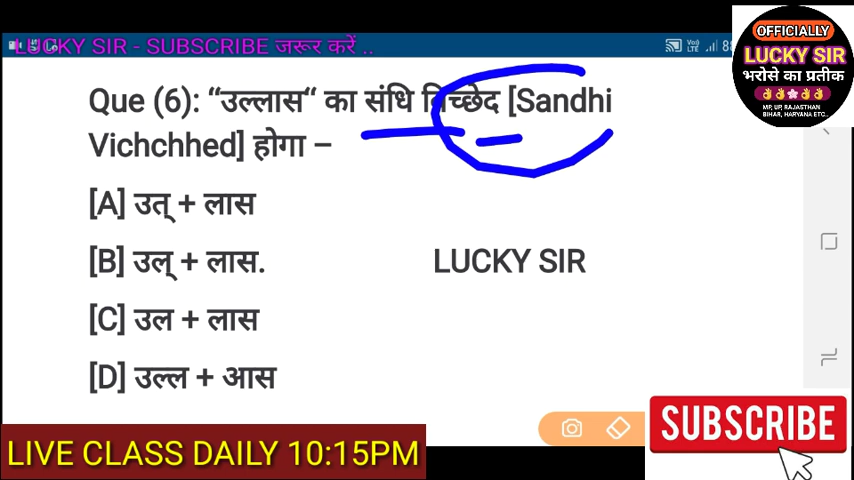 LUCKY SIR - SUBSCRIBE जरूर करें ..
OFFICIALLY
LUCKY SIR
भरोसे का प्रतीक
MP, UP, RAJASTHAN
BIHAR, HARYANA ETC..
Que (6): “उल्लास“ का संधि विच्छेद [Sandhi
Vichchhed] होगा –
[A] उत् + लास
[B] उल् + लास.
LUCKY SIR
[C] उल + लास
[D] उल्ल + आस
SUBSCRIBE
LIVE CLASS DAILY 10:15PM